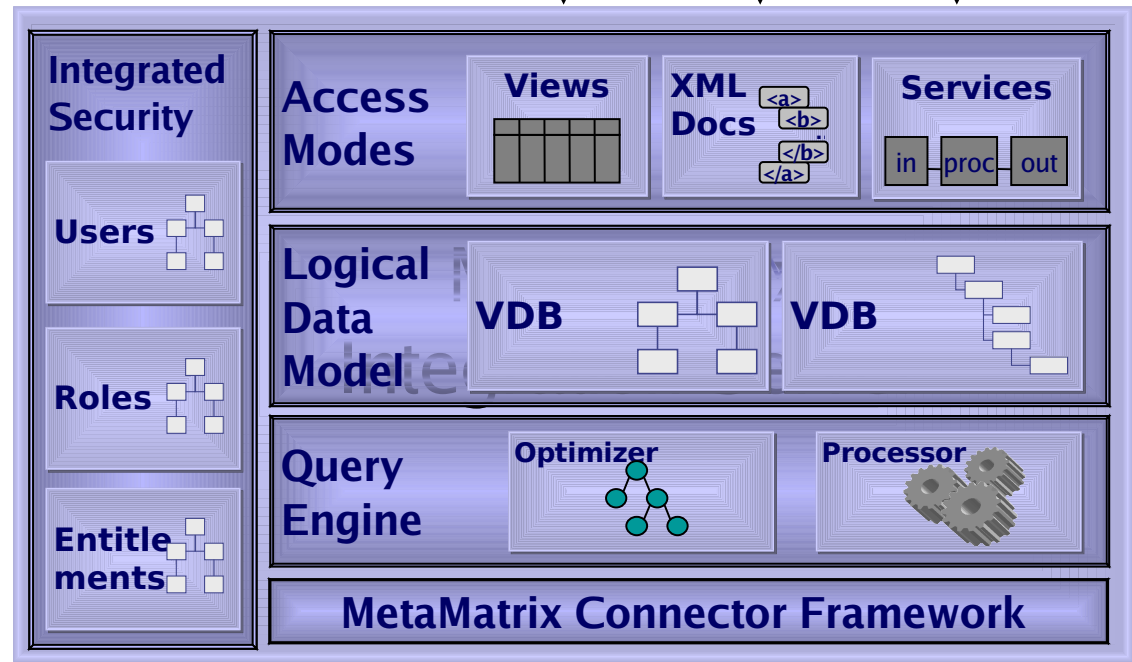 Integrated
Security
Users
Roles
Entitle
ments
Access
Modes
Views
XML
Docs
<a>
<b>
</b>
</a>
Services
in
proc
out
Logical
Data
Model
VDB
VDB
Query
Engine
Optimizer
Processor
MetaMatrix Connector Framework